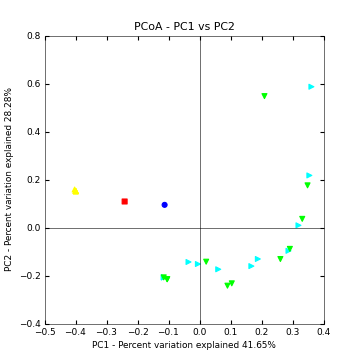 PCoA - PC1 vs PC2
PC2 - Percent variation explained 28.28%
0.8
0.6
0.4
0.2
0.0
−0.2
−0.4
−0.5 −0.4 −0.3 −0.2 −0.1 0.0 0.1 0.2 0.3 0.4
PC1 - Percent variation explained 41.65%